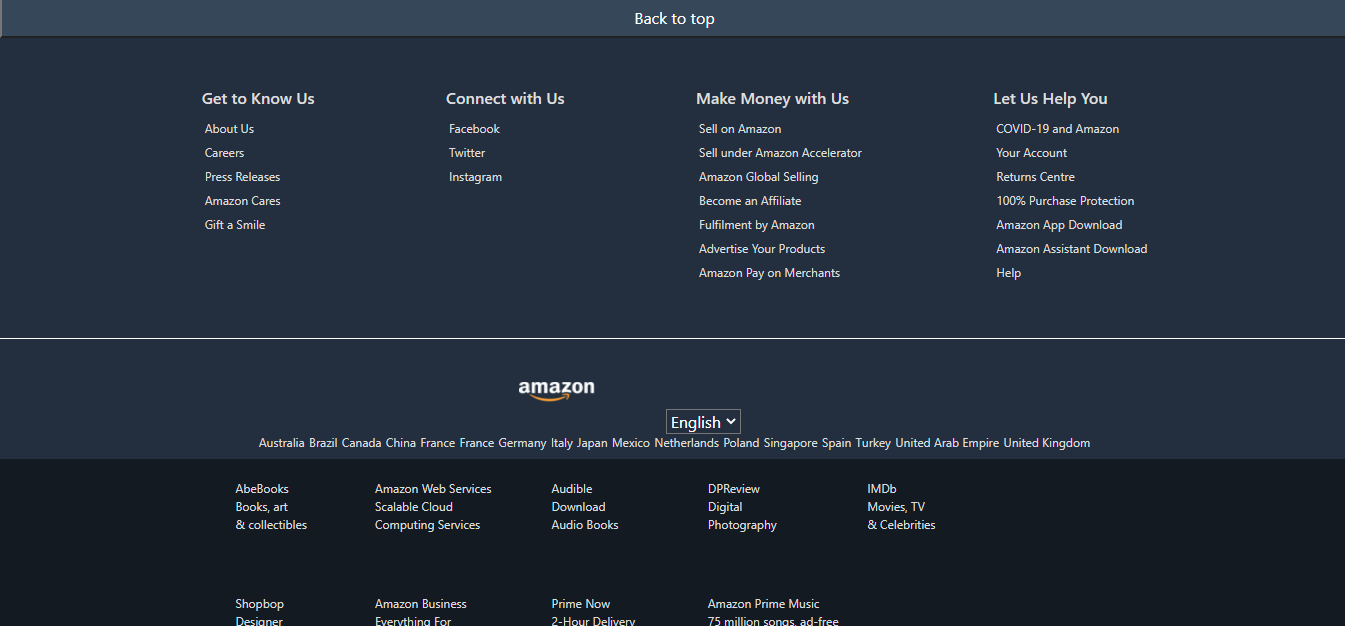 Back to top
Get to Know Us
About Us
Careers
Press Releases
Amazon Cares
Gift a Smile
Connect with Us
Facebook
Twitter
Instagram
Make Money with Us
Sell on Amazon
Sell under Amazon Accelerator
Amazon Global Selling
Become an Affiliate
Fulfilment by Amazon
Advertise Your Products
Amazon Pay on Merchants
Let Us Help You
COVID-19 and Amazon
Your Account
Returns Centre
100% Purchase Protection
Amazon App Download
Amazon Assistant Download
Help
amazon
English
Australia Brazil Canada China France France Germany Italy Japan Mexico Netherlands Poland Singapore Spain Turkey United Arab Empire United Kingdom
AbeBooks
Books, art
& collectibles
Amazon Web Services
Scalable Cloud
Computing Services
Audible
Download
Audio Books
DPReview
Digital
Photography
IMDb
Movies, TV
& Celebrities
Shopbop
Designer
Amazon Business
Everything For
Prime Now
2-Hour Delivery
Amazon Prime Music
75 million songs, ad-free